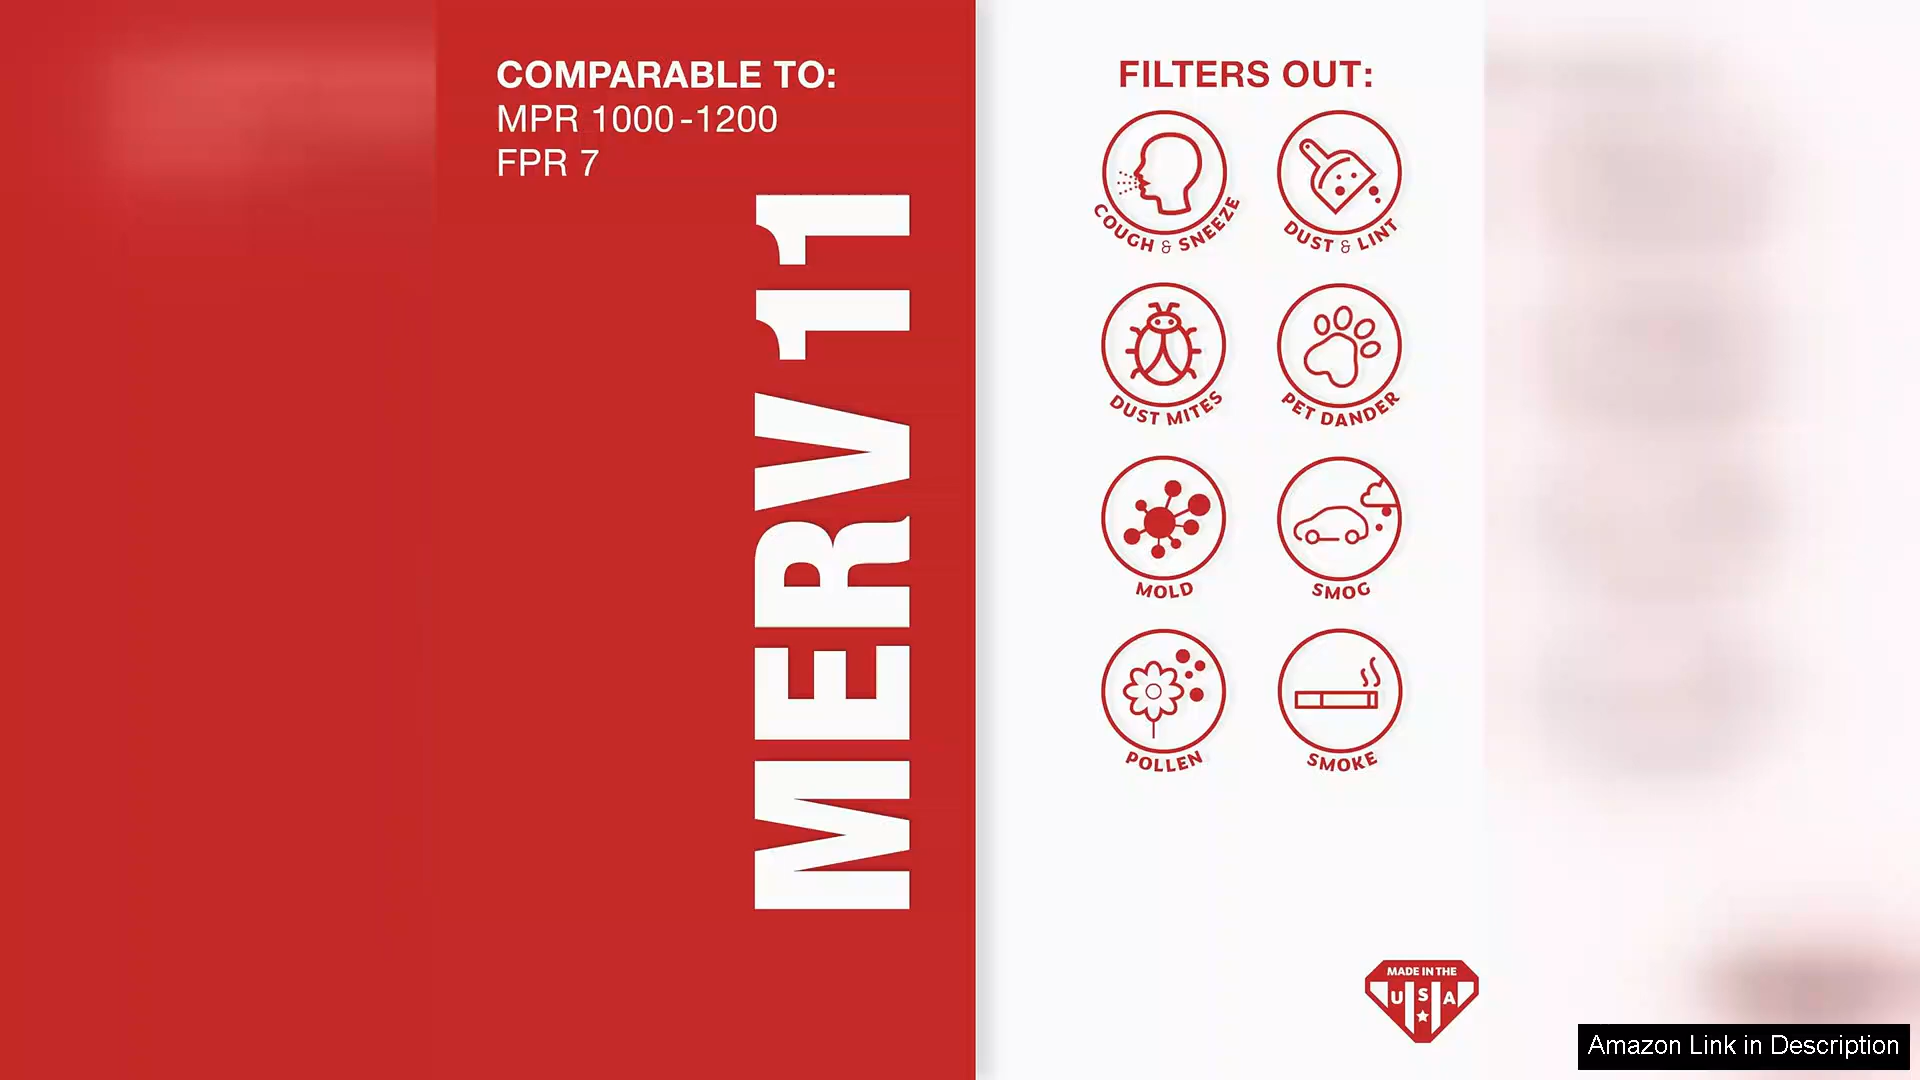 COMPARABLE TO:
MPR 1000-1200
FPR 7
MERV 11
FILTERS OUT:
COUGH & SNEEZE
DUST & LINT
DUST MITES
PET DANDER
MOLD
SMOG
POLLEN
SMOKE
MADE IN THE
USA
Amazon Link in Description